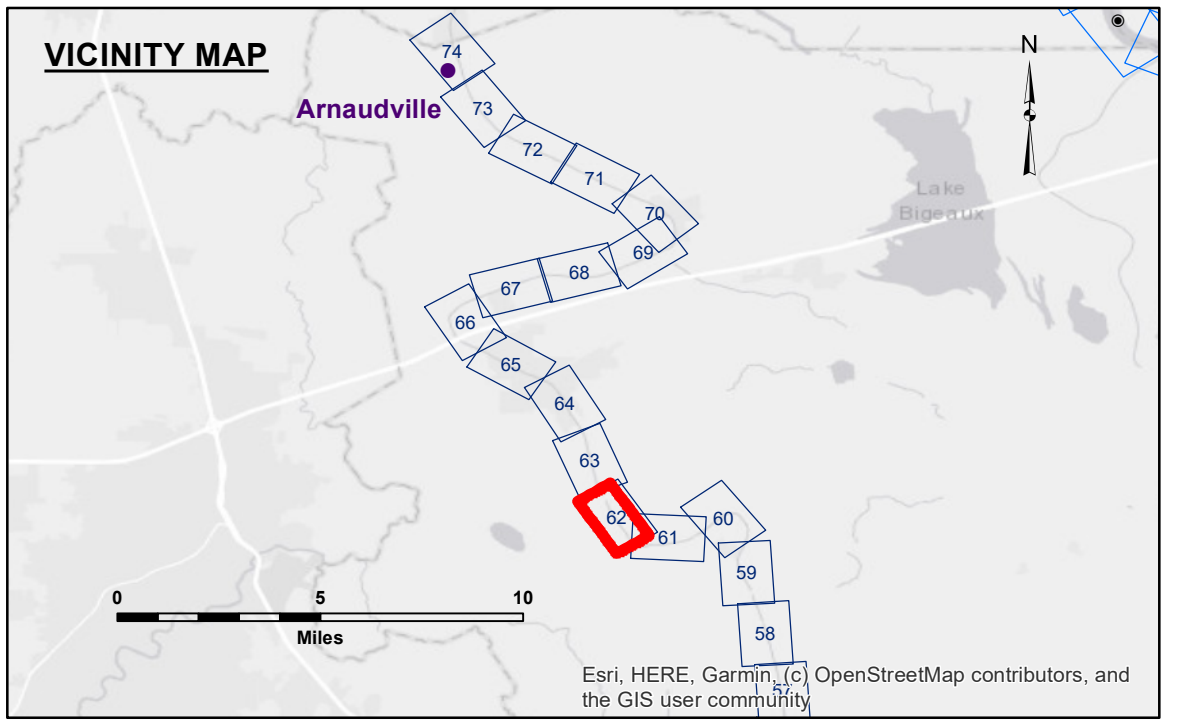 VICINITY MAP
N
74
Arnaudville
73
72
71
70
Lake
Bigeaux
69
68
67
66
65
64
63
62
61
60
59
58
57
0 5 10
Miles
Esri, HERE, Garmin, (c) OpenStreetMap contributors, and
the GIS user community